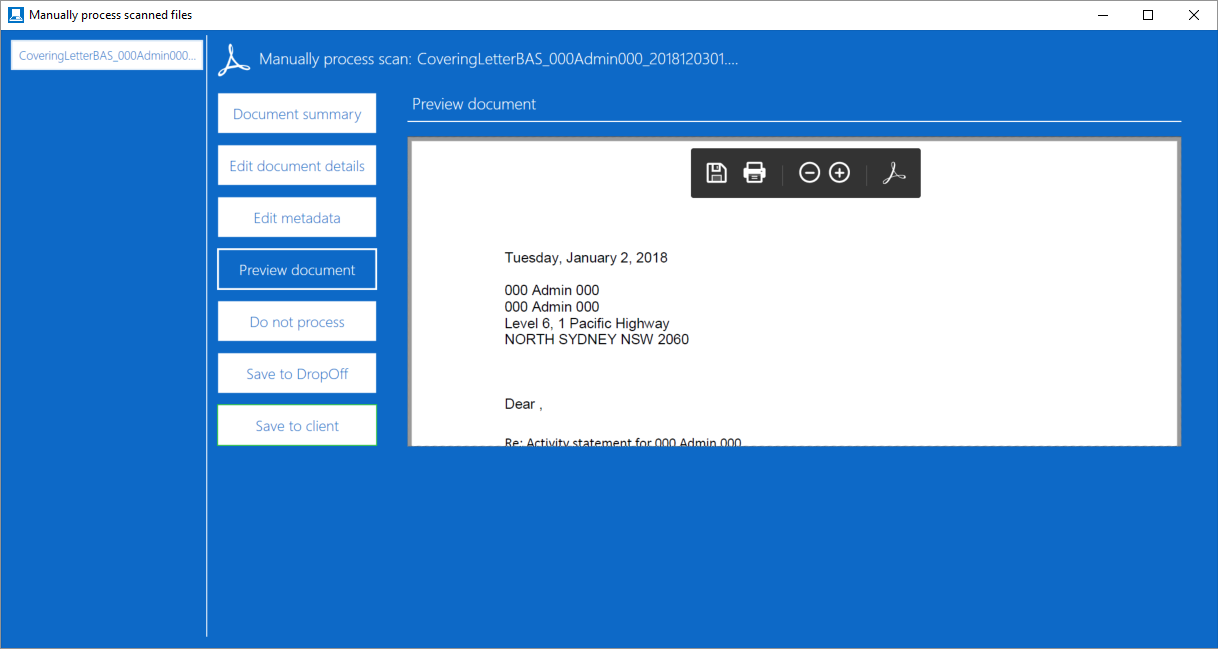 Manually process scanned files
CoveringLetterBAS_000Admin000...
Manually process scan: CoveringLetterBAS_000Admin000_2018120301....
Document summary
Edit document details
Edit metadata
Preview document
Do not process
Save to DropOff
Save to client
Preview document
Tuesday, January 2, 2018
000 Admin 000
000 Admin 000
Level 6, 1 Pacific Highway
NORTH SYDNEY NSW 2060
Dear ,
Re: Activity statement for 000 Admin 000